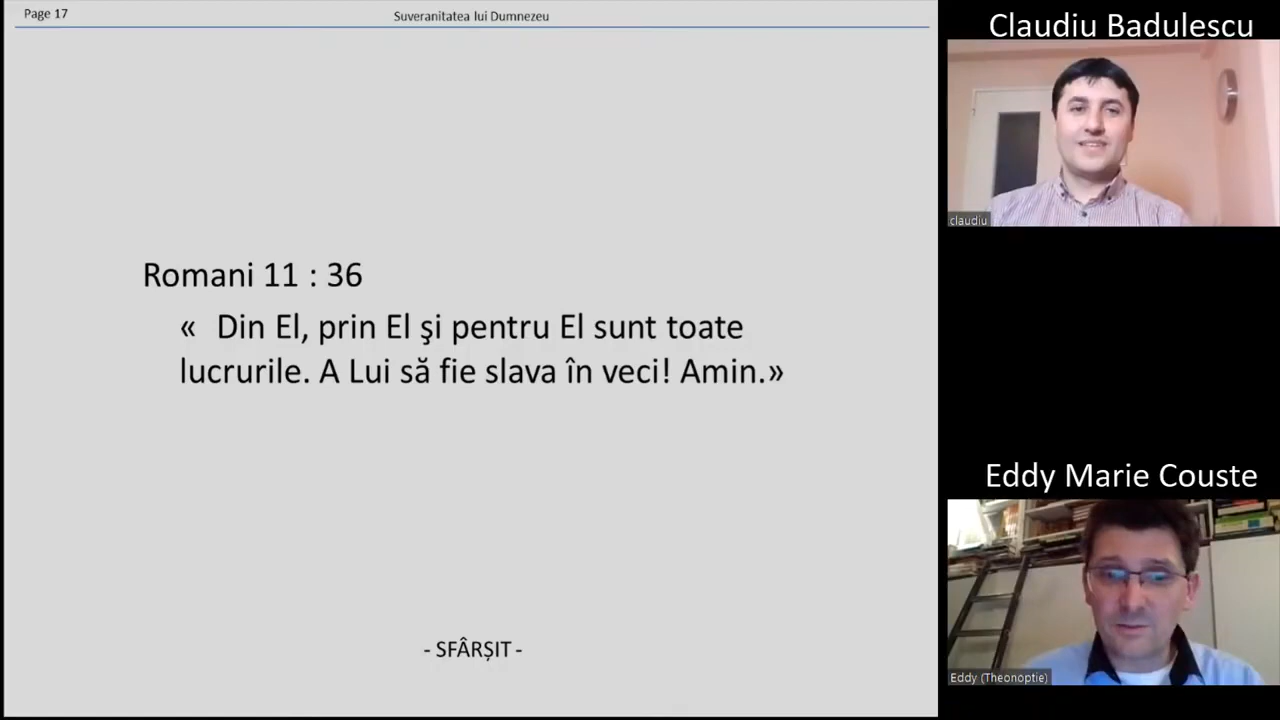 Page 17
Suveranitatea lui Dumnezeu
Romani 11 : 36
« Din El, prin El şi pentru El sunt toate
lucrurile. A Lui să fie slava în veci! Amin.»
- SFÂRȘIT -
Claudiu Badulescu
claudiu
Eddy Marie Couste
Eddy (Theonoptie)